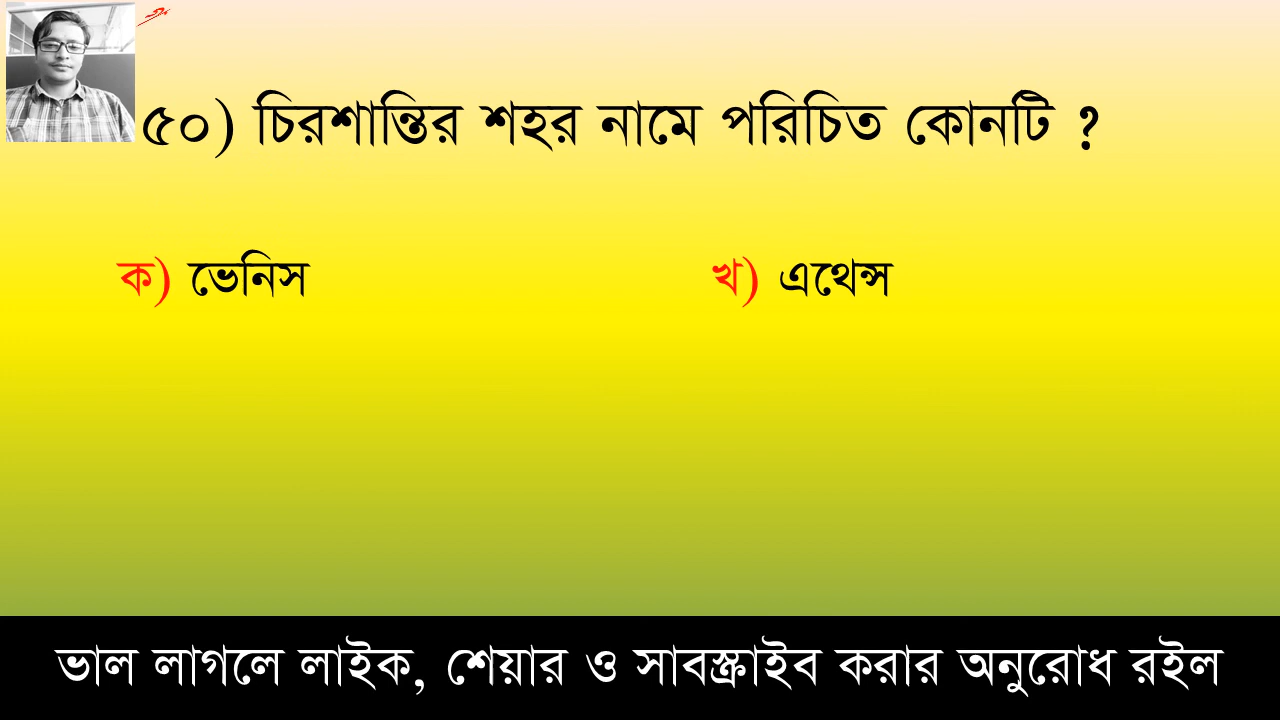 ৫০) চিরশান্তির শহর নামে পরিচিত কোনটি ?
ক) ভেনিস খ) এথেন্স
ভাল লাগলে লাইক, শেয়ার ও সাবস্ক্রাইব করার অনুরোধ রইল